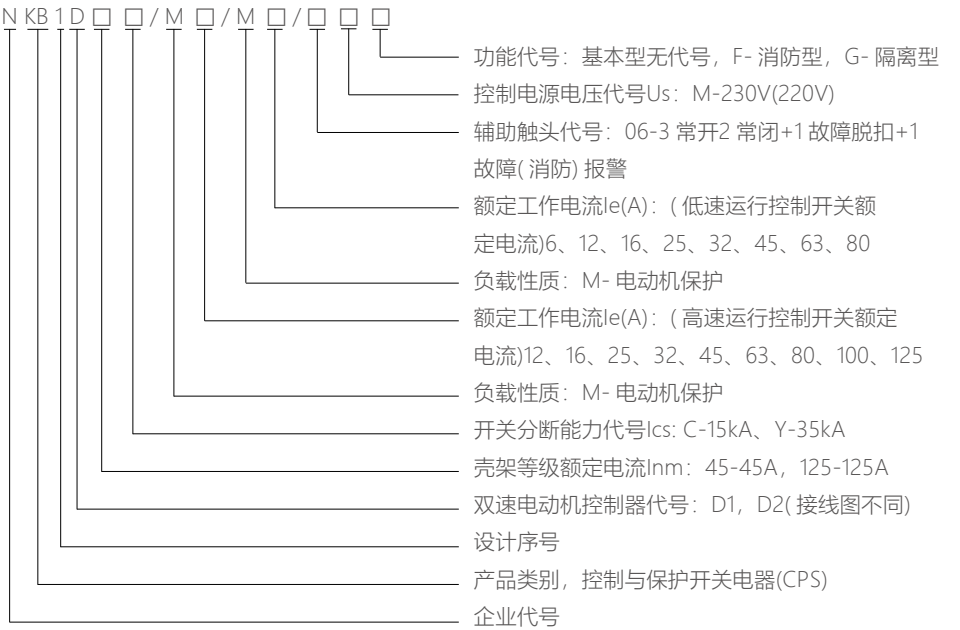 N KB 1 D □ □ / M □ / M □ / □ □ □
功能代号：基本型无代号，F- 消防型，G- 隔离型
控制电源电压代号Us：M-230V(220V)
辅助触头代号：06-3 常开2 常闭+1 故障脱扣+1
故障( 消防) 报警
额定工作电流Ie(A)：( 低速运行控制开关额
定电流)6、12、16、25、32、45、63、80
负载性质：M- 电动机保护
额定工作电流Ie(A)：( 高速运行控制开关额定
电流)12、16、25、32、45、63、80、100、125
负载性质：M- 电动机保护
开关分断能力代号Ics: C-15kA、Y-35kA
壳架等级额定电流Inm：45-45A，125-125A
双速电动机控制器代号：D1，D2( 接线图不同)
设计序号
产品类别，控制与保护开关电器(CPS)
企业代号